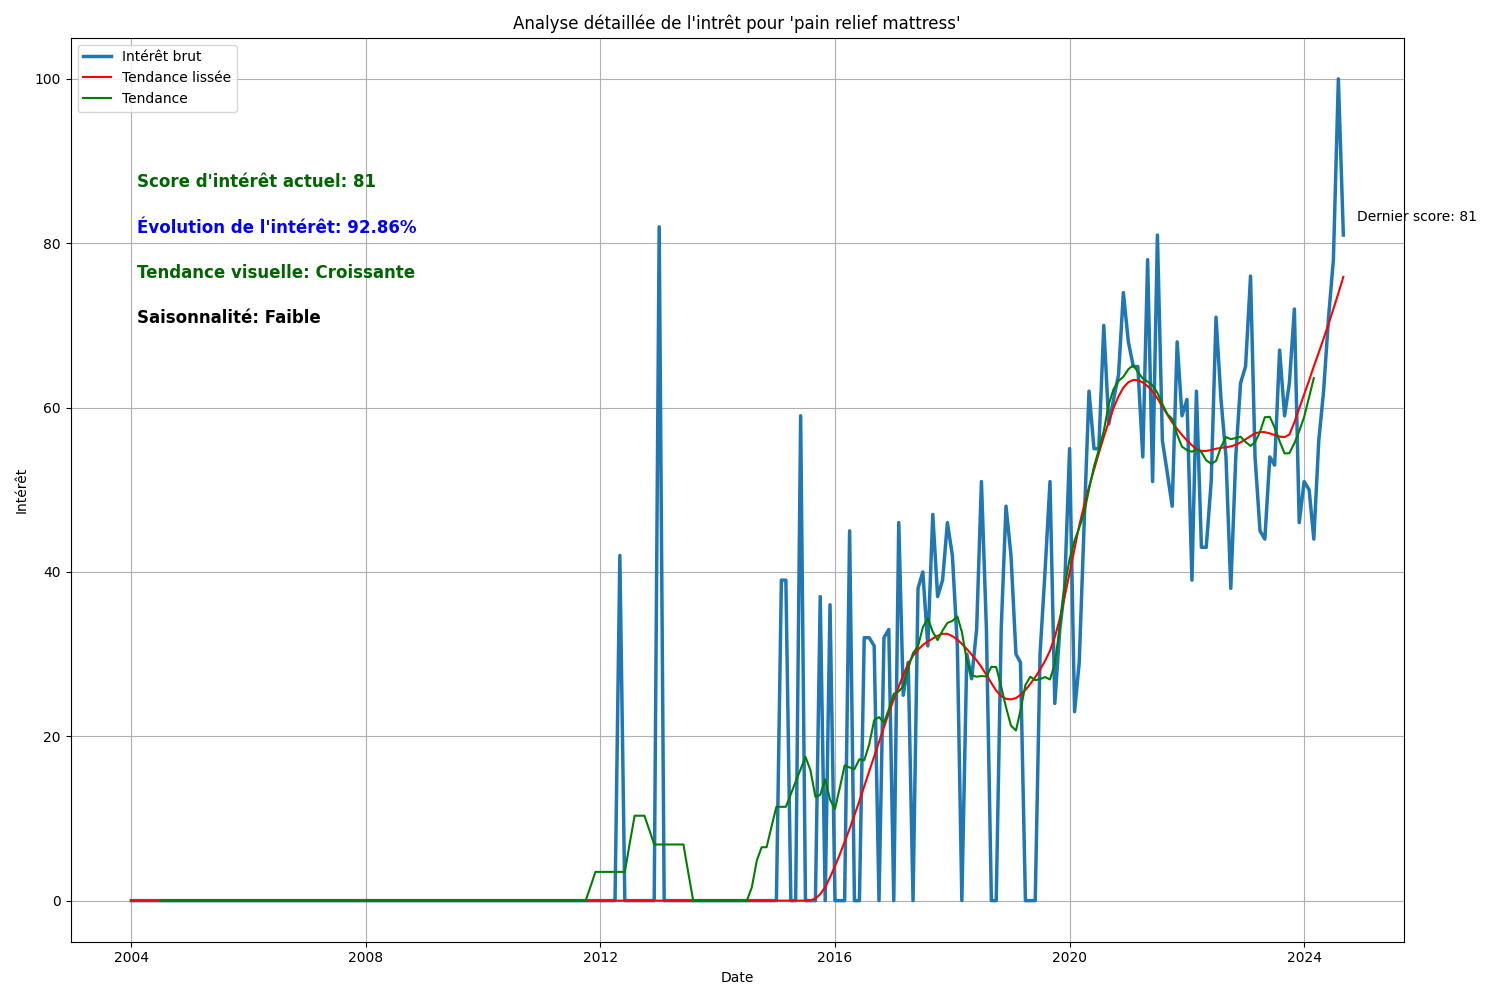 Analyse détaillée de l'intrêt pour 'pain relief mattress'
Intérêt brut
Tendance lissée
Tendance
Score d'intérêt actuel: 81
Évolution de l'intérêt: 92.86%
Tendance visuelle: Croissante
Saisonnalité: Faible
Dernier score: 81
100
80
60
40
20
0
Intérêt
2004 2008 2012 2016 2020 2024
Date